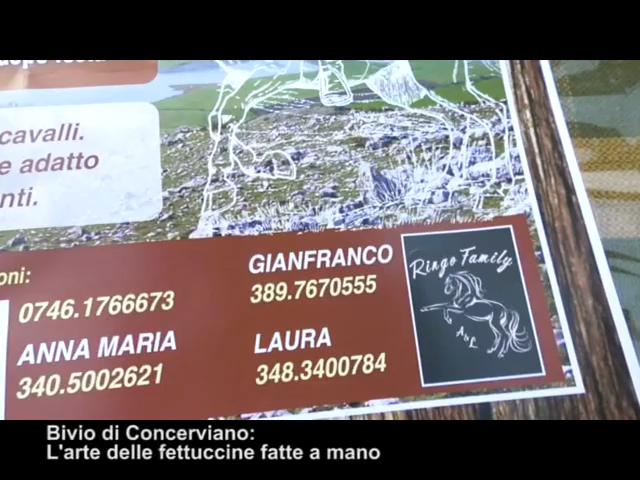 cavalli.
e adatto
nti.
oni:
0746.1766673
ANNA MARIA
340.5002621
GIANFRANCO
389.7670555
LAURA
348.3400784
Ringo Family
A&L
Bivio di Concerviano:
L'arte delle fettuccine fatte a mano